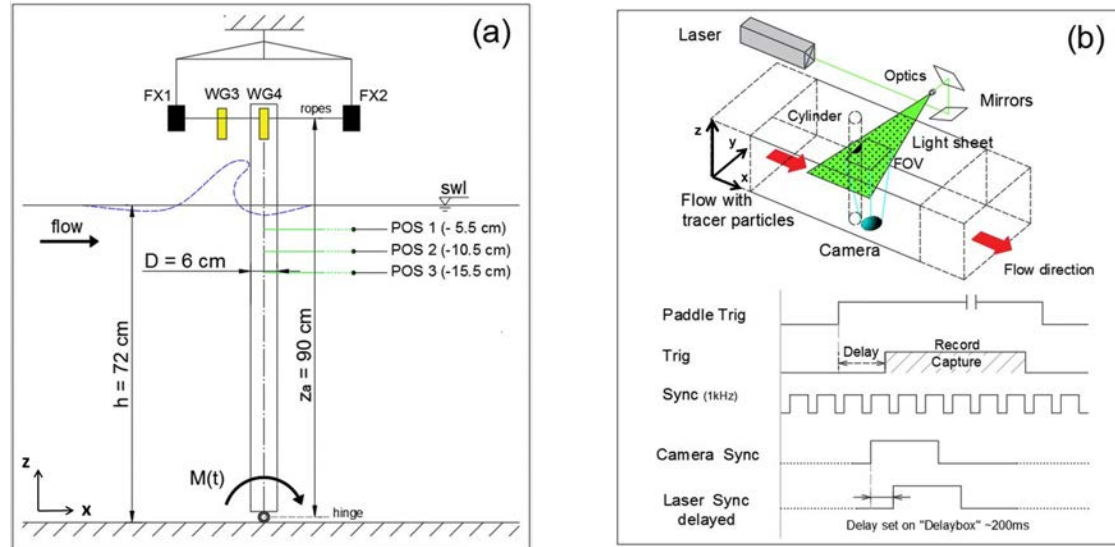 (a)
FX1
WG3
WG4
ropes
FX2
swl
flow
POS 1 (- 5.5 cm)
POS 2 (-10.5 cm)
POS 3 (-15.5 cm)
D = 6 cm
h = 72 cm
za = 90 cm
M(t)
z
x
hinge
(b)
Laser
Optics
Mirrors
Cylinder
z
y
x
Light sheet
FOV
Flow with
tracer particles
Camera
Flow direction
Paddle Trig
Trig
Delay
Record
Capture
Sync (1kHz)
Camera Sync
Laser Sync
delayed
Delay set on "Delaybox" ~200ms